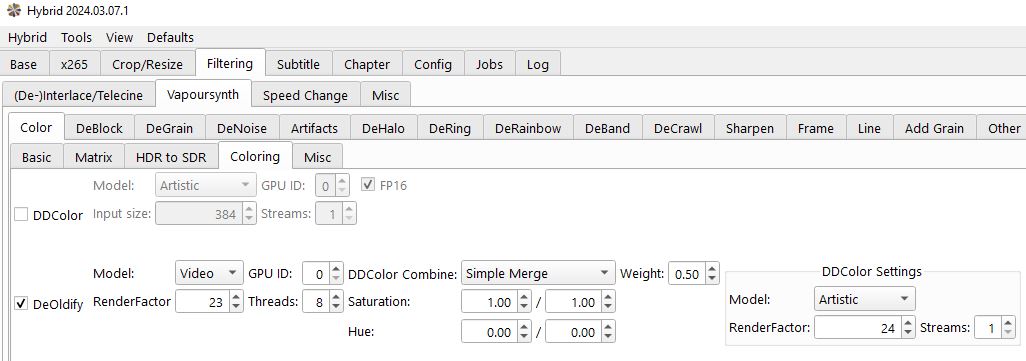 Hybrid 2024.03.07.1
Hybrid Tools View Defaults
Base x265 Crop/Resize Filtering Subtitle Chapter Config Jobs Log
(De-)Interlace/Telecine Vapoursynth Speed Change Misc
Color DeBlock DeGrain DeNoise Artifacts DeHalo DeRing DeRainbow DeBand DeCrawl Sharpen Frame Line Add Grain Other
Basic Matrix HDR to SDR Coloring Misc
Model: Artistic GPU ID: 0 FP16
DDColor Input size: 384 Streams: 1
Model: Video GPU ID: 0 DDColor Combine: Simple Merge Weight: 0.50 DDColor Settings
DeOldify RenderFactor 23 Threads: 8 Saturation: 1.00 / 1.00 Model: Artistic
Hue: 0.00 / 0.00 RenderFactor: 24 Streams: 1